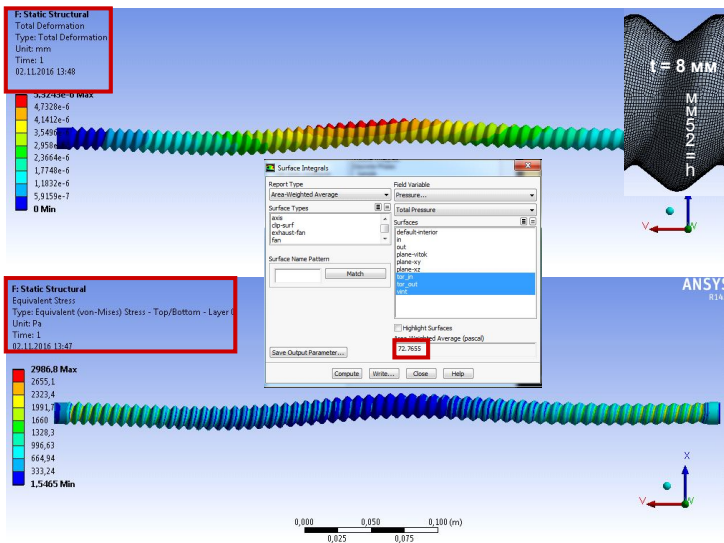 F: Static Structural
Total Deformation
Type: Total Deformation
Unit: mm
Time: 1
02.11.2016 13:48
4,7328e-6
4,1412e-6
2,3664e-6
1,7748e-6
1,1832e-6
5,9159e-7
0 Min
t = 8 мм
h=25мм
Surface Integrals
Report Type
Area-Weighted Average
Field Variable
Pressure...
Total Pressure
Surface Types
axis
clip-surf
exhaust-fan
fan
Surfaces
default-interior
in
out
plane-vitok
plane-xy
plane-xz
tor_in
tor_out
vint
Surface Name Pattern
Match
Highlight Surfaces
Area-Weighted Average (pascal)
72.7655
Save Output Parameter...
Compute Write... Close Help
F: Static Structural
Equivalent Stress
Type: Equivalent (von-Mises) Stress - Top/Bottom - Layer
Unit: Pa
Time: 1
02.11.2016 13:47
2986,8 Max
2655,1
2323,4
1991,7
1660
1328,3
996,63
664,94
333,24
1,5465 Min
ANSYS
R14
Y
X
Y
0,000 0,050 0,100 (m)
0,025 0,075